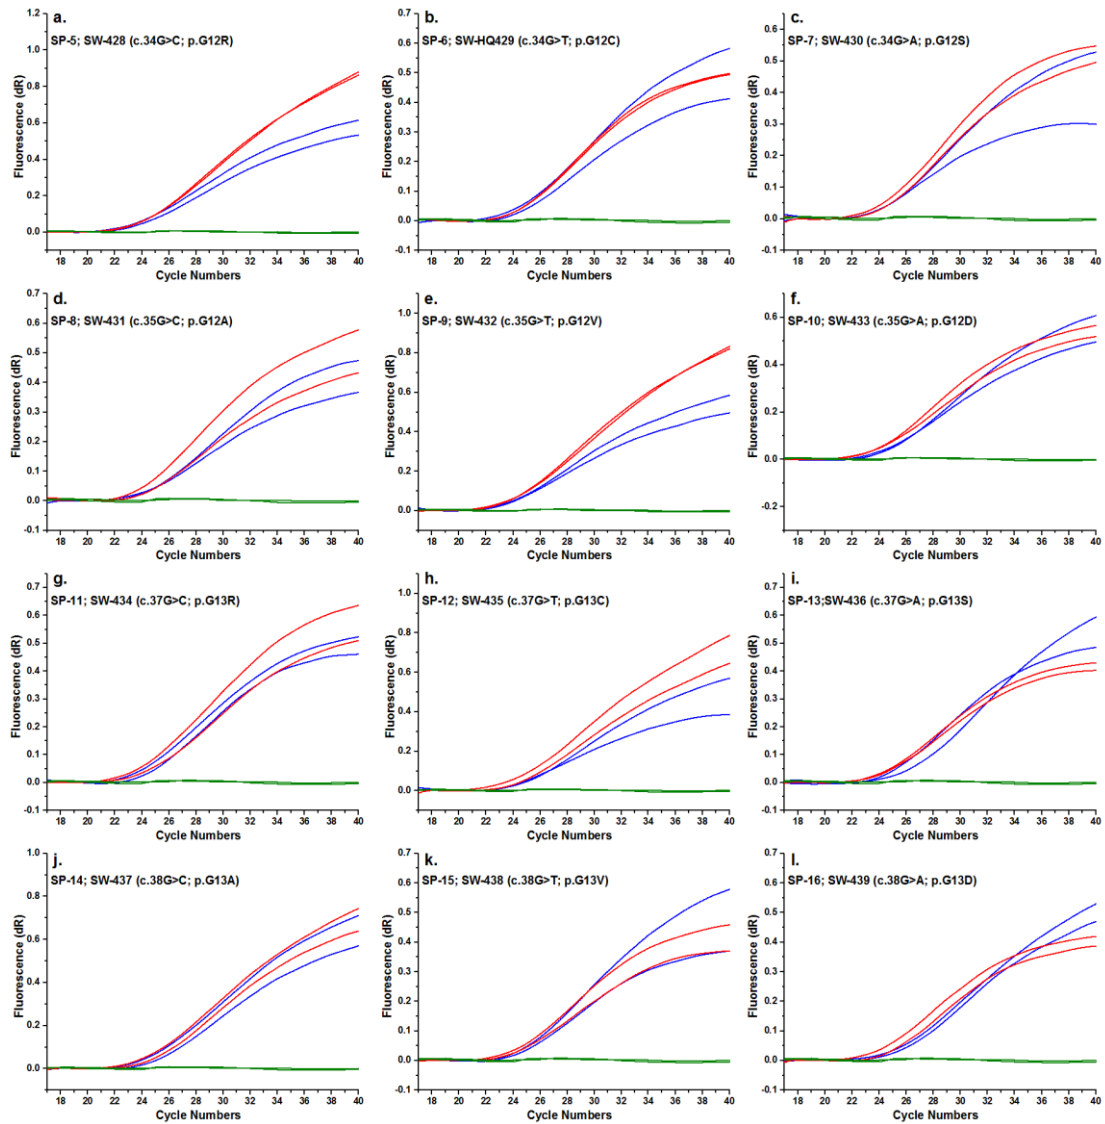 a.
SP-5; SW-428 (c.34G>C; p.G12R)
Fluorescence (dR)
1.2
1.0
0.8
0.6
0.4
0.2
0.0
18 20 22 24 26 28 30 32 34 36 38 40
Cycle Numbers
b.
SP-6; SW-HQ429 (c.34G>T; p.G12C)
Fluorescence (dR)
0.7
0.6
0.5
0.4
0.3
0.2
0.1
0.0
-0.1
18 20 22 24 26 28 30 32 34 36 38 40
Cycle Numbers
c.
SP-7; SW-430 (c.34G>A; p.G12S)
Fluorescence (dR)
0.6
0.5
0.4
0.3
0.2
0.1
0.0
-0.1
18 20 22 24 26 28 30 32 34 36 38 40
Cycle Numbers
d.
SP-8; SW-431 (c.35G>C; p.G12A)
Fluorescence (dR)
0.7
0.6
0.5
0.4
0.3
0.2
0.1
0.0
-0.1
18 20 22 24 26 28 30 32 34 36 38 40
Cycle Numbers
e.
SP-9; SW-432 (c.35G>T; p.G12V)
Fluorescence (dR)
1.0
0.8
0.6
0.4
0.2
0.0
18 20 22 24 26 28 30 32 34 36 38 40
Cycle Numbers
f.
SP-10; SW-433 (c.35G>A; p.G12D)
Fluorescence (dR)
0.6
0.4
0.2
0.0
-0.2
18 20 22 24 26 28 30 32 34 36 38 40
Cycle Numbers
g.
SP-11; SW-434 (c.37G>C; p.G13R)
Fluorescence (dR)
0.7
0.6
0.5
0.4
0.3
0.2
0.1
0.0
-0.1
18 20 22 24 26 28 30 32 34 36 38 40
Cycle Numbers
h.
SP-12; SW-435 (c.37G>T; p.G13C)
Fluorescence (dR)
1.0
0.8
0.6
0.4
0.2
0.0
18 20 22 24 26 28 30 32 34 36 38 40
Cycle Numbers
i.
SP-13;SW-436 (c.37G>A; p.G13S)
Fluorescence (dR)
0.7
0.6
0.5
0.4
0.3
0.2
0.1
0.0
-0.1
18 20 22 24 26 28 30 32 34 36 38 40
Cycle Numbers
j.
SP-14; SW-437 (c.38G>C; p.G13A)
Fluorescence (dR)
1.0
0.8
0.6
0.4
0.2
0.0
18 20 22 24 26 28 30 32 34 36 38 40
Cycle Numbers
k.
SP-15; SW-438 (c.38G>T; p.G13V)
Fluorescence (dR)
0.7
0.6
0.5
0.4
0.3
0.2
0.1
0.0
-0.1
18 20 22 24 26 28 30 32 34 36 38 40
Cycle Numbers
l.
SP-16; SW-439 (c.38G>A; p.G13D)
Fluorescence (dR)
0.7
0.6
0.5
0.4
0.3
0.2
0.1
0.0
-0.1
18 20 22 24 26 28 30 32 34 36 38 40
Cycle Numbers